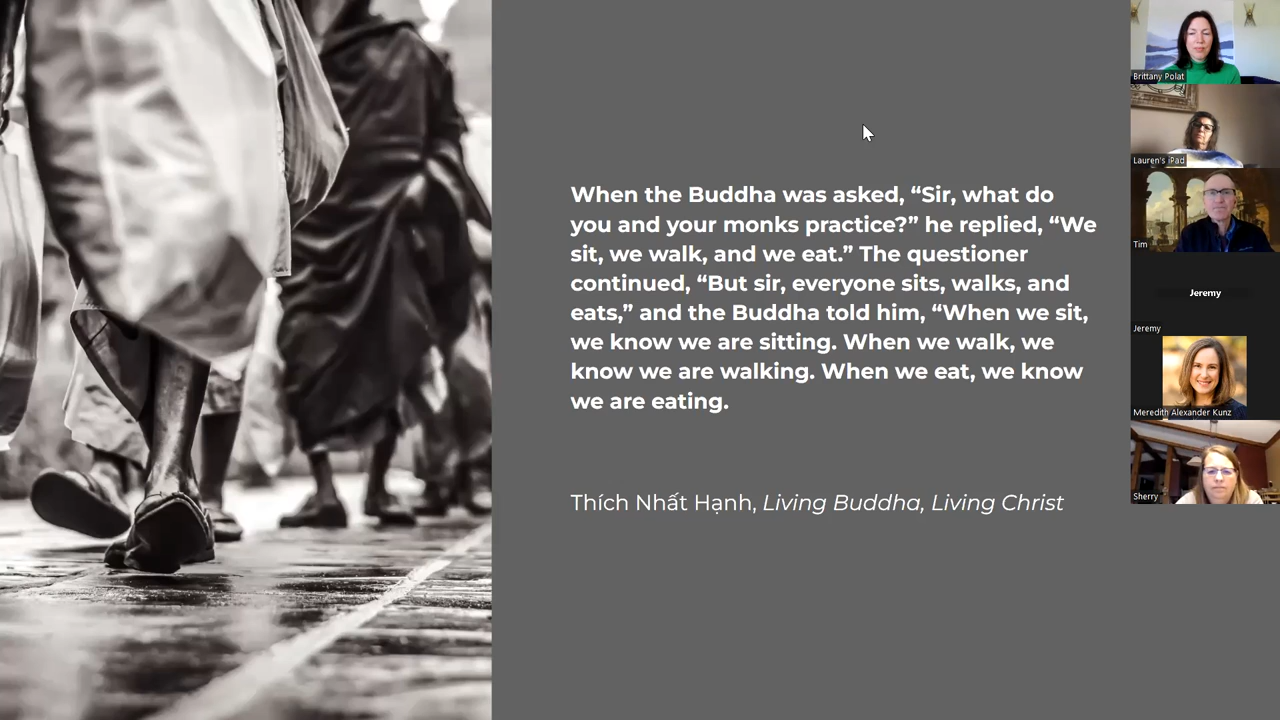 When the Buddha was asked, “Sir, what do
you and your monks practice?” he replied, “We
sit, we walk, and we eat.” The questioner
continued, “But sir, everyone sits, walks, and
eats,” and the Buddha told him, “When we sit,
we know we are sitting. When we walk, we
know we are walking. When we eat, we know
we are eating.
Thích Nhất Hạnh, Living Buddha, Living Christ
Brittany Polat
Lauren's iPad
Tim
Jeremy
Jeremy
Meredith Alexander Kunz
Sherry